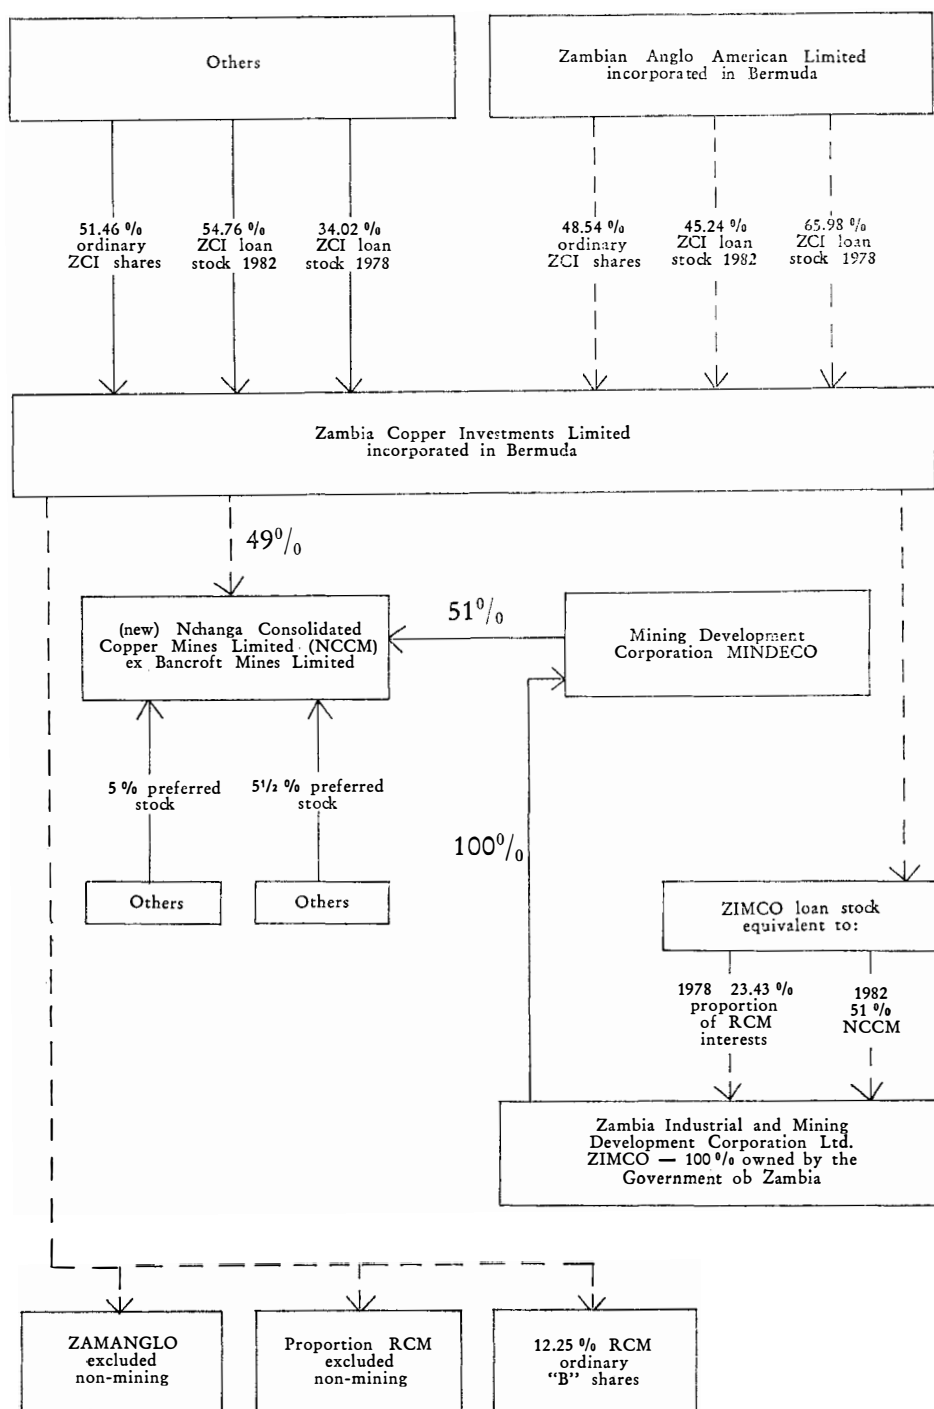 Others
Zambian Anglo American Limited
incorporated in Bermuda
51.46 %
ordinary
ZCI shares
54.76 %
ZCI loan
stock 1982
34.02 %
ZCI loan
stock 1978
48.54 %
ordinary
ZCI shares
45.24 %
ZCI loan
stock 1982
65.98 %
ZCI loan
stock 1978
Zambia Copper Investments Limited
incorporated in Bermuda
49%
(new) Nchanga Consolidated
Copper Mines Limited (NCCM)
ex Bancroft Mines Limited
51%
Mining Development
Corporation MINDECO
5 % preferred
stock
5 1/2 % preferred
stock
100%
Others
Others
ZIMCO loan stock
equivalent to:
1978 23.43 %
proportion
of RCM
interests
1982
51 %
NCCM
Zambia Industrial and Mining
Development Corporation Ltd.
ZIMCO — 100 % owned by the
Government ob Zambia
ZAMANGLO
excluded
non-mining
Proportion RCM
excluded
non-mining
12.25 % RCM
ordinary
"B" shares